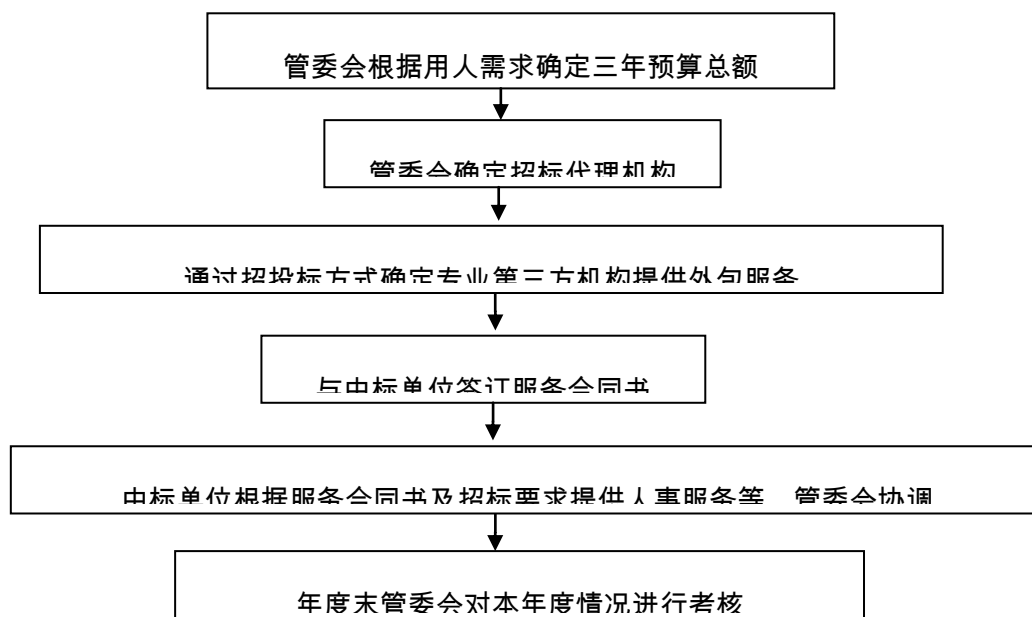 管委会根据用人需求确定三年预算总额
管委会确定招标代理机构
通过招投标方式确定专业第三方机构提供外包服务
与中标单位签订服务合同书
中标单位根据服务合同书及招标要求提供人事服务等 管委会协调
年度末管委会对本年度情况进行考核